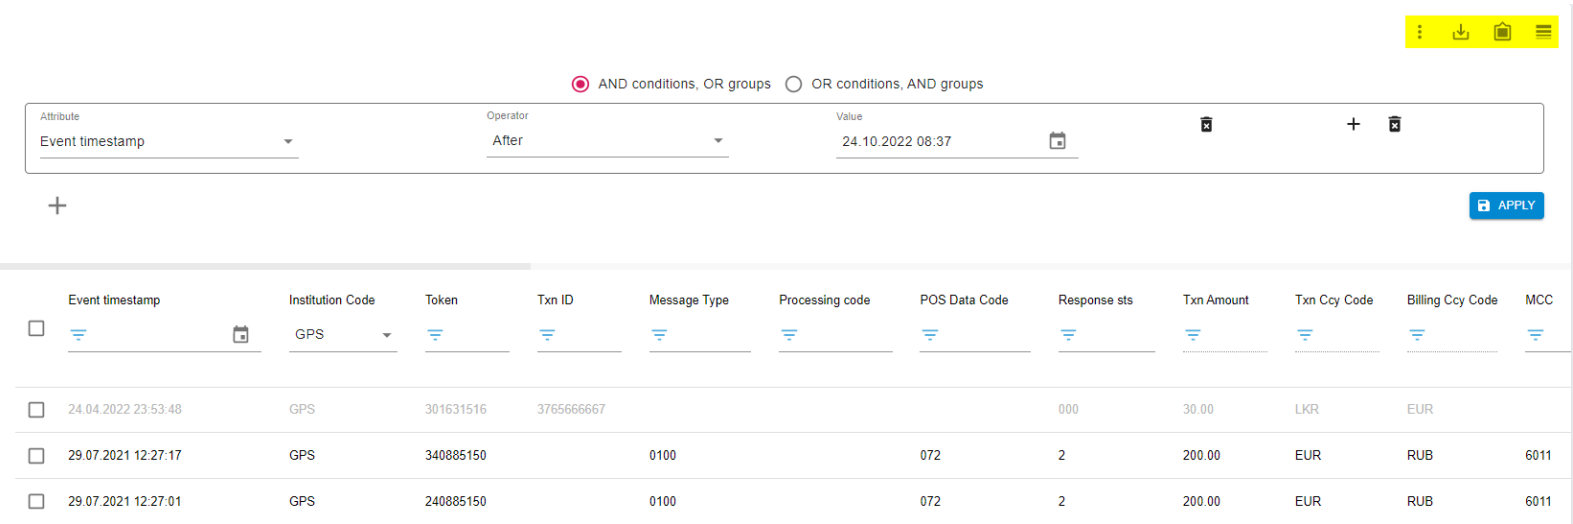 AND conditions, OR groups OR conditions, AND groups
Attribute Operator Value
Event timestamp After 24.10.2022 08:37
APPLY
Event timestamp Institution Code Token Txn ID Message Type Processing code POS Data Code Response sts Txn Amount Txn Ccy Code Billing Ccy Code MCC
GPS
24.04.2022 23:53:48 GPS 301631516 3765666667 000 30.00 LKR EUR
29.07.2021 12:27:17 GPS 340885150 0100 072 2 200.00 EUR RUB 6011
29.07.2021 12:27:01 GPS 240885150 0100 072 2 200.00 EUR RUB 6011